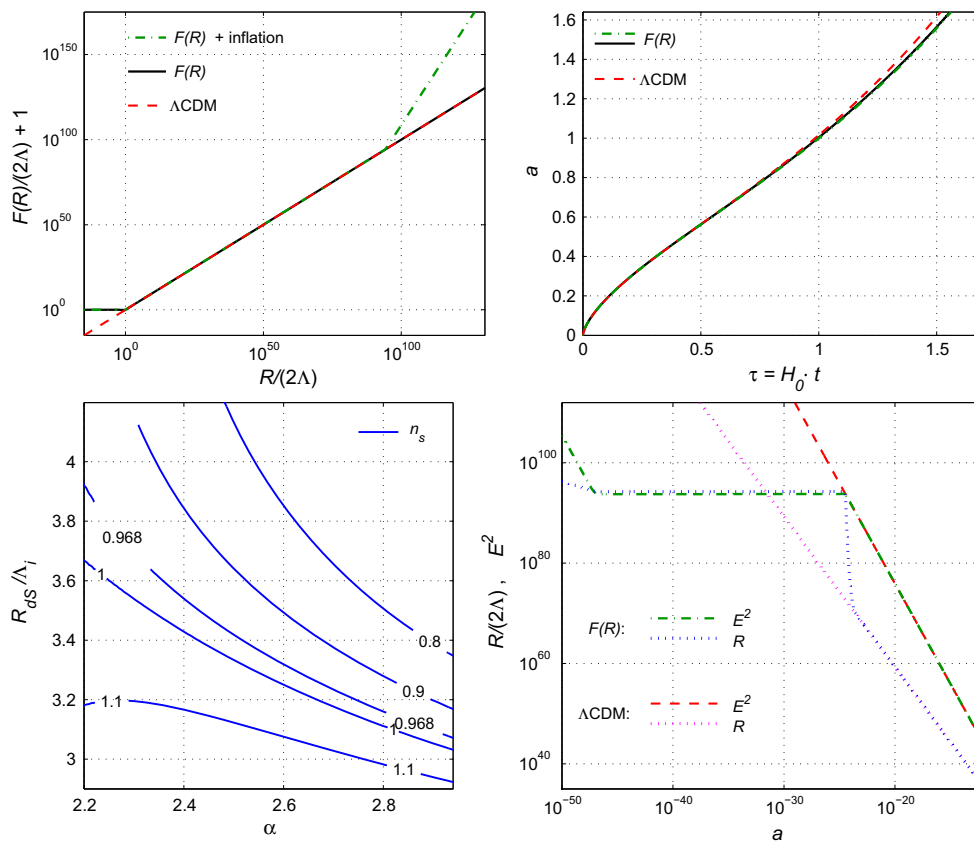 F(R)/(2Λ) + 1
10^150
10^100
10^50
10^0
F(R) + inflation
F(R)
ΛCDM
10^0
10^50
10^100
R/(2Λ)
a
1.6
1.4
1.2
1
0.8
0.6
0.4
0.2
0
F(R)
ΛCDM
0
0.5
1
1.5
τ = H_0· t
R_dS/Λ_i
4
3.8
3.6
3.4
3.2
3
n_s
0.968
1
1.1
0.8
0.9
0.968
1
1.1
2.2
2.4
2.6
2.8
α
R/(2Λ) , E^2
10^100
10^80
10^60
10^40
F(R): E^2
R
ΛCDM: E^2
R
10^−50
10^−40
10^−30
10^−20
a